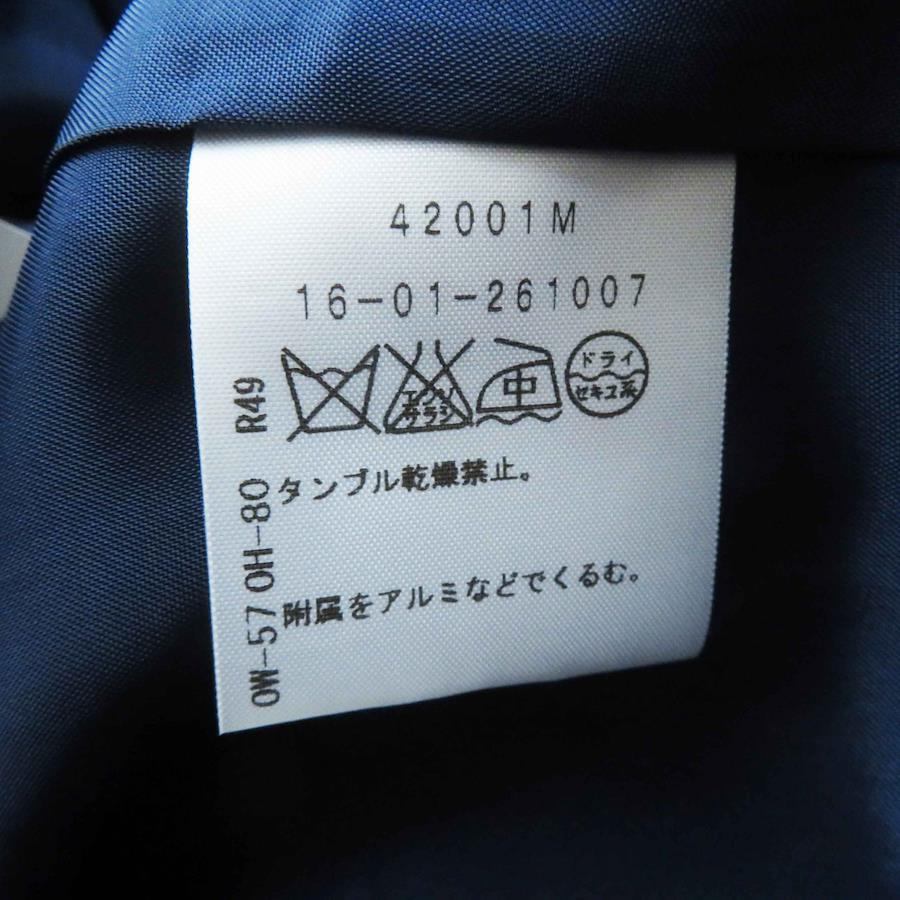 42001M
16-01-261007
エンソ
サラシ
中
ドライ
セキユ系
タンブル乾燥禁止。
附属をアルミなどでくるむ。
OW-57 OH-80 R49